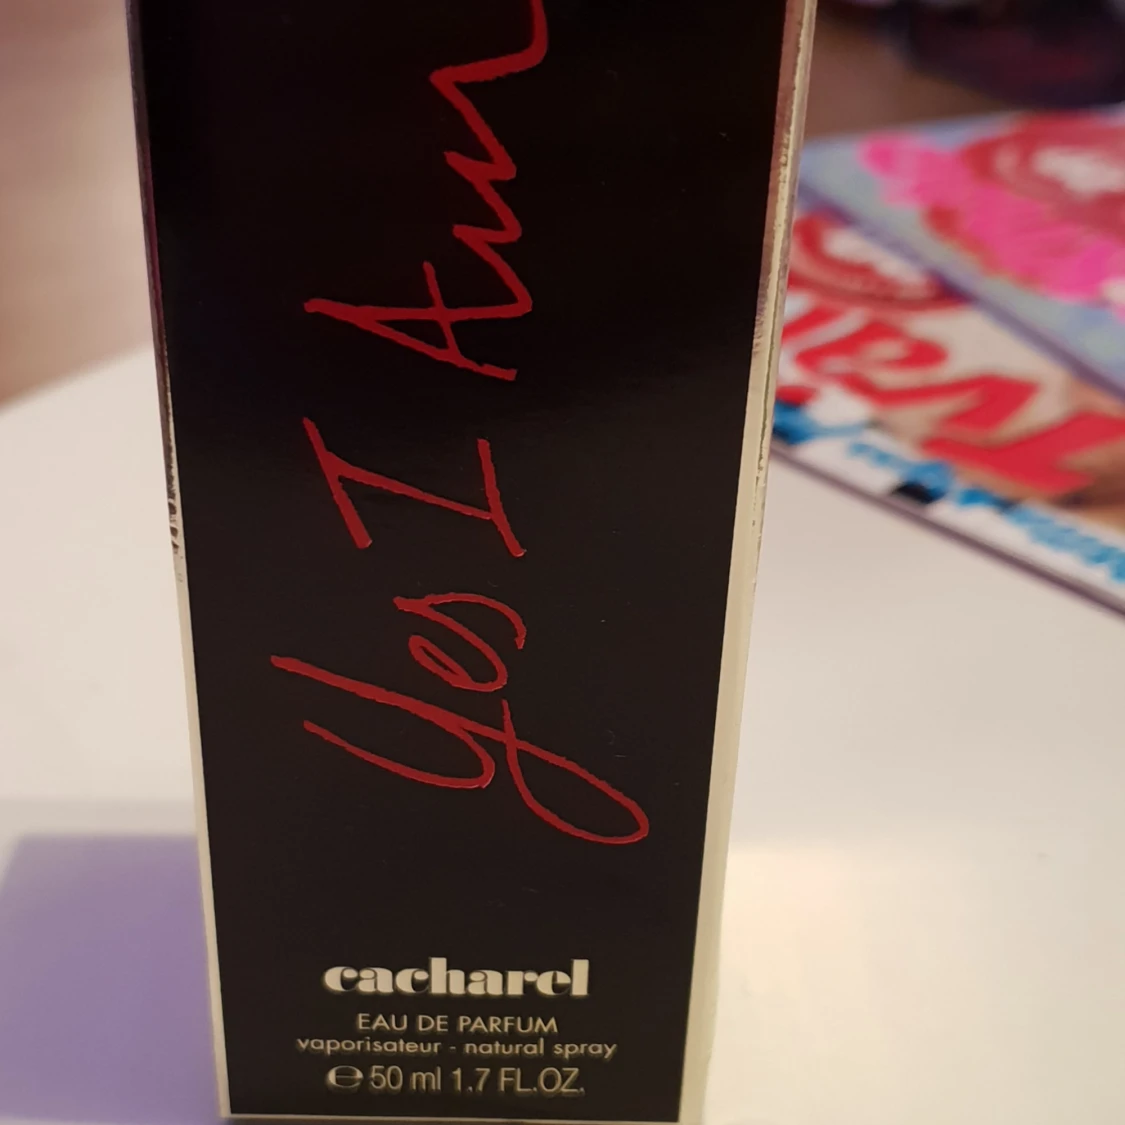 Yes I Am
cacharel
EAU DE PARFUM
vaporisateur - natural spray
℮ 50 ml 1.7 FL.OZ.